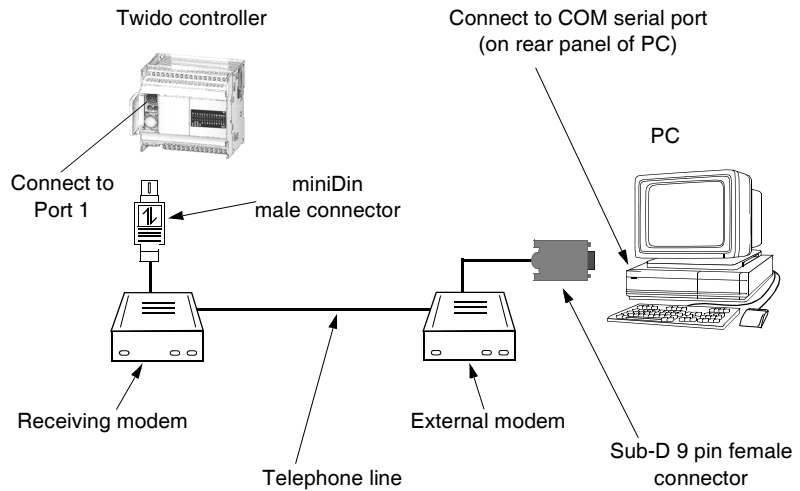 Twido controller
Connect to COM serial port
(on rear panel of PC)
PC
Connect to
Port 1
miniDin
male connector
Receiving modem
External modem
Telephone line
Sub-D 9 pin female
connector